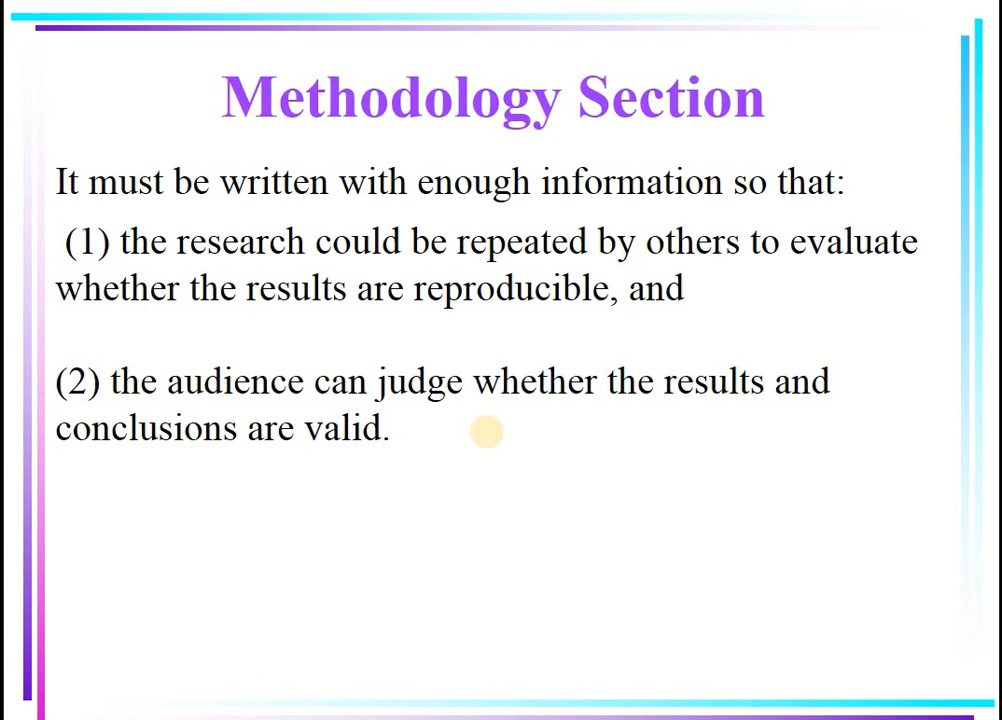 Methodology Section
It must be written with enough information so that:
(1) the research could be repeated by others to evaluate
whether the results are reproducible, and
(2) the audience can judge whether the results and
conclusions are valid.